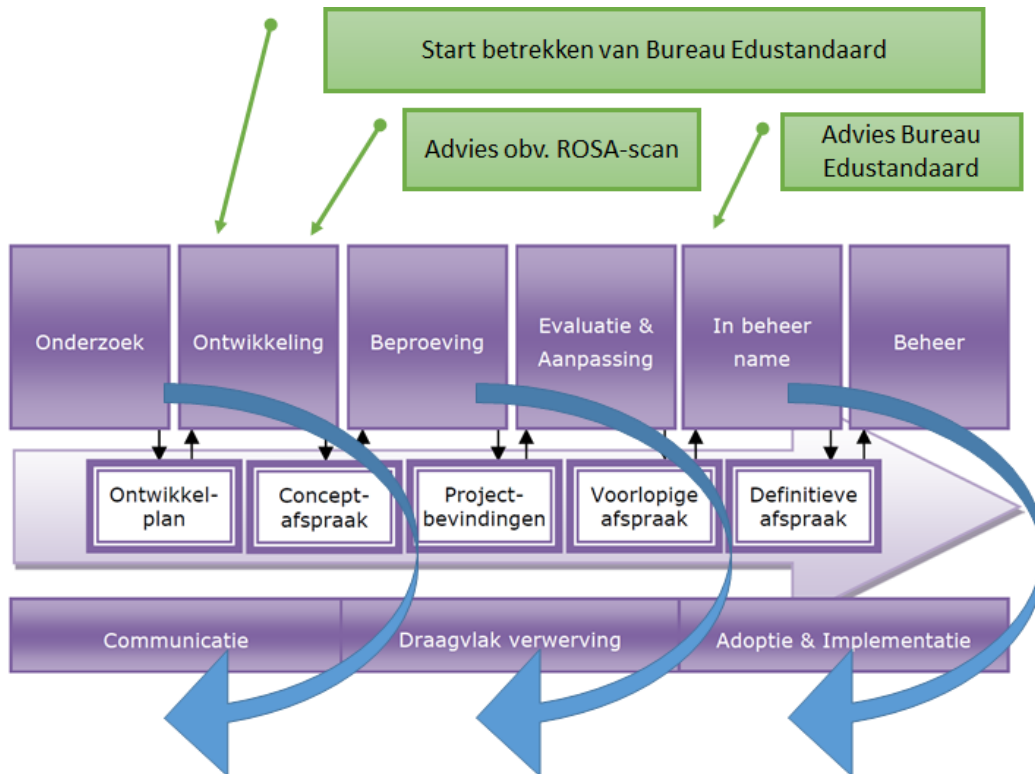 Start betrekken van Bureau Edustandaard
Advies obv. ROSA-scan
Advies Bureau
Edustandaard
Onderzoek
Ontwikkeling
Beproeving
Evaluatie &
Aanpassing
In beheer
name
Beheer
Ontwikkel-
plan
Concept-
afspraak
Project-
bevindingen
Voorlopige
afspraak
Definitieve
afspraak
Communicatie
Draagvlak verwerving
Adoptie & Implementatie